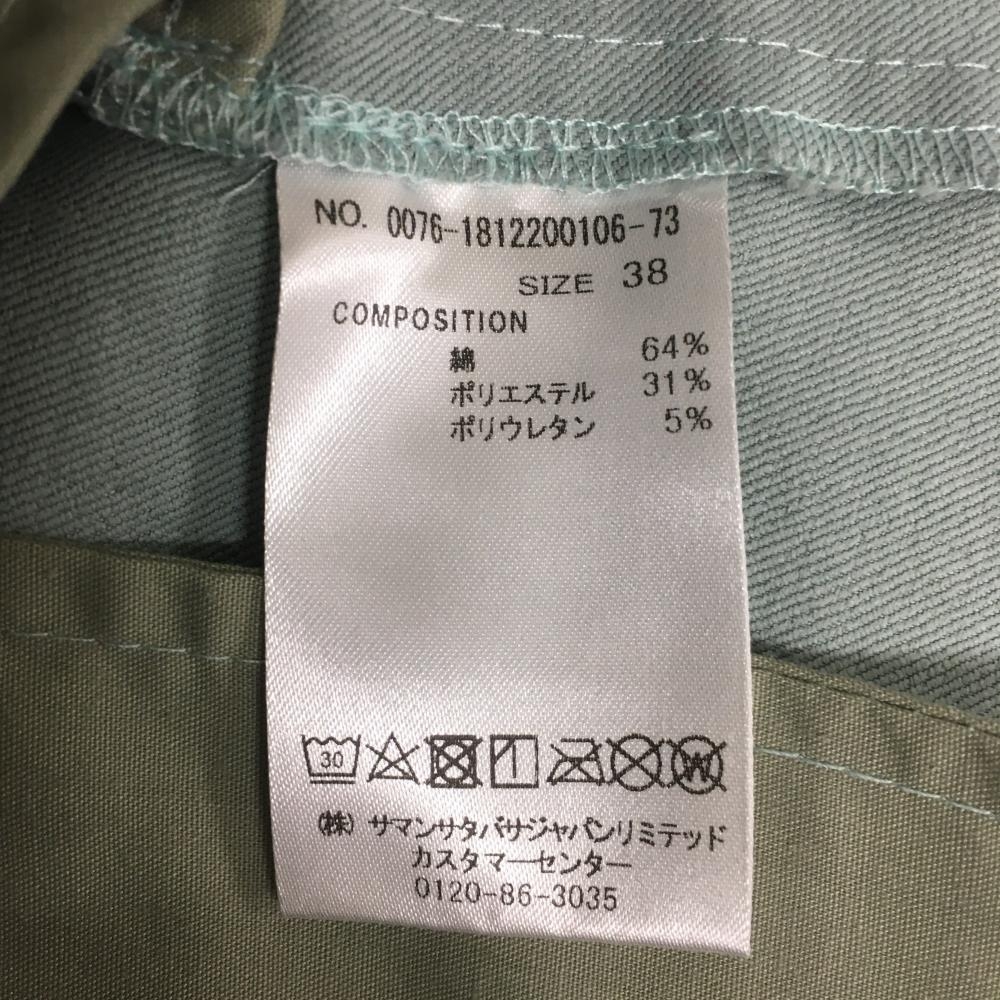 NO. 0076-1812200106-73
SIZE 38
COMPOSITION
綿 64%
ポリエステル 31%
ポリウレタン 5%
30 W
(株) サマンサタバサジャパンリミテッド
カスタマーセンター
0120-86-3035